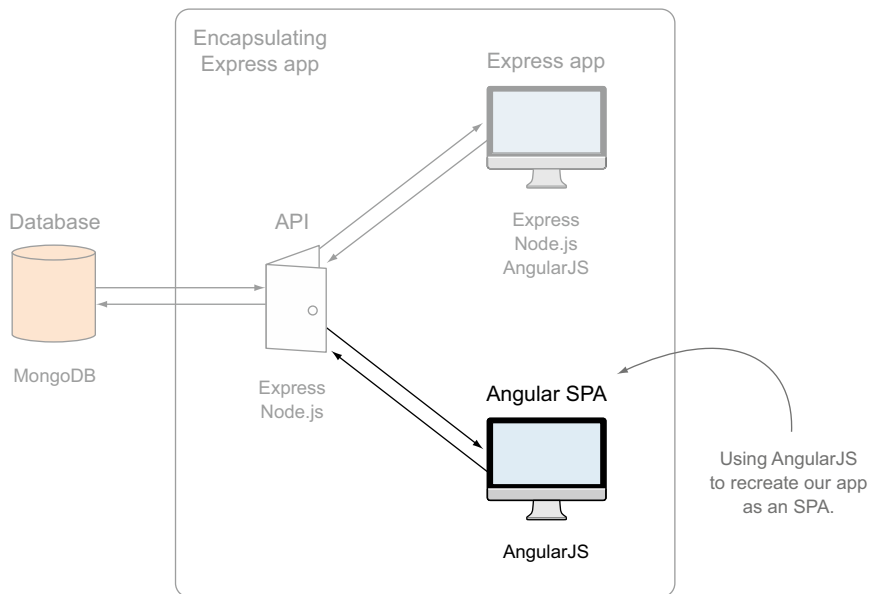 Encapsulating
Express app
Express app
Database
API
Express
Node.js
AngularJS
MongoDB
Express
Node.js
Angular SPA
Using AngularJS
to recreate our app
as an SPA.
AngularJS